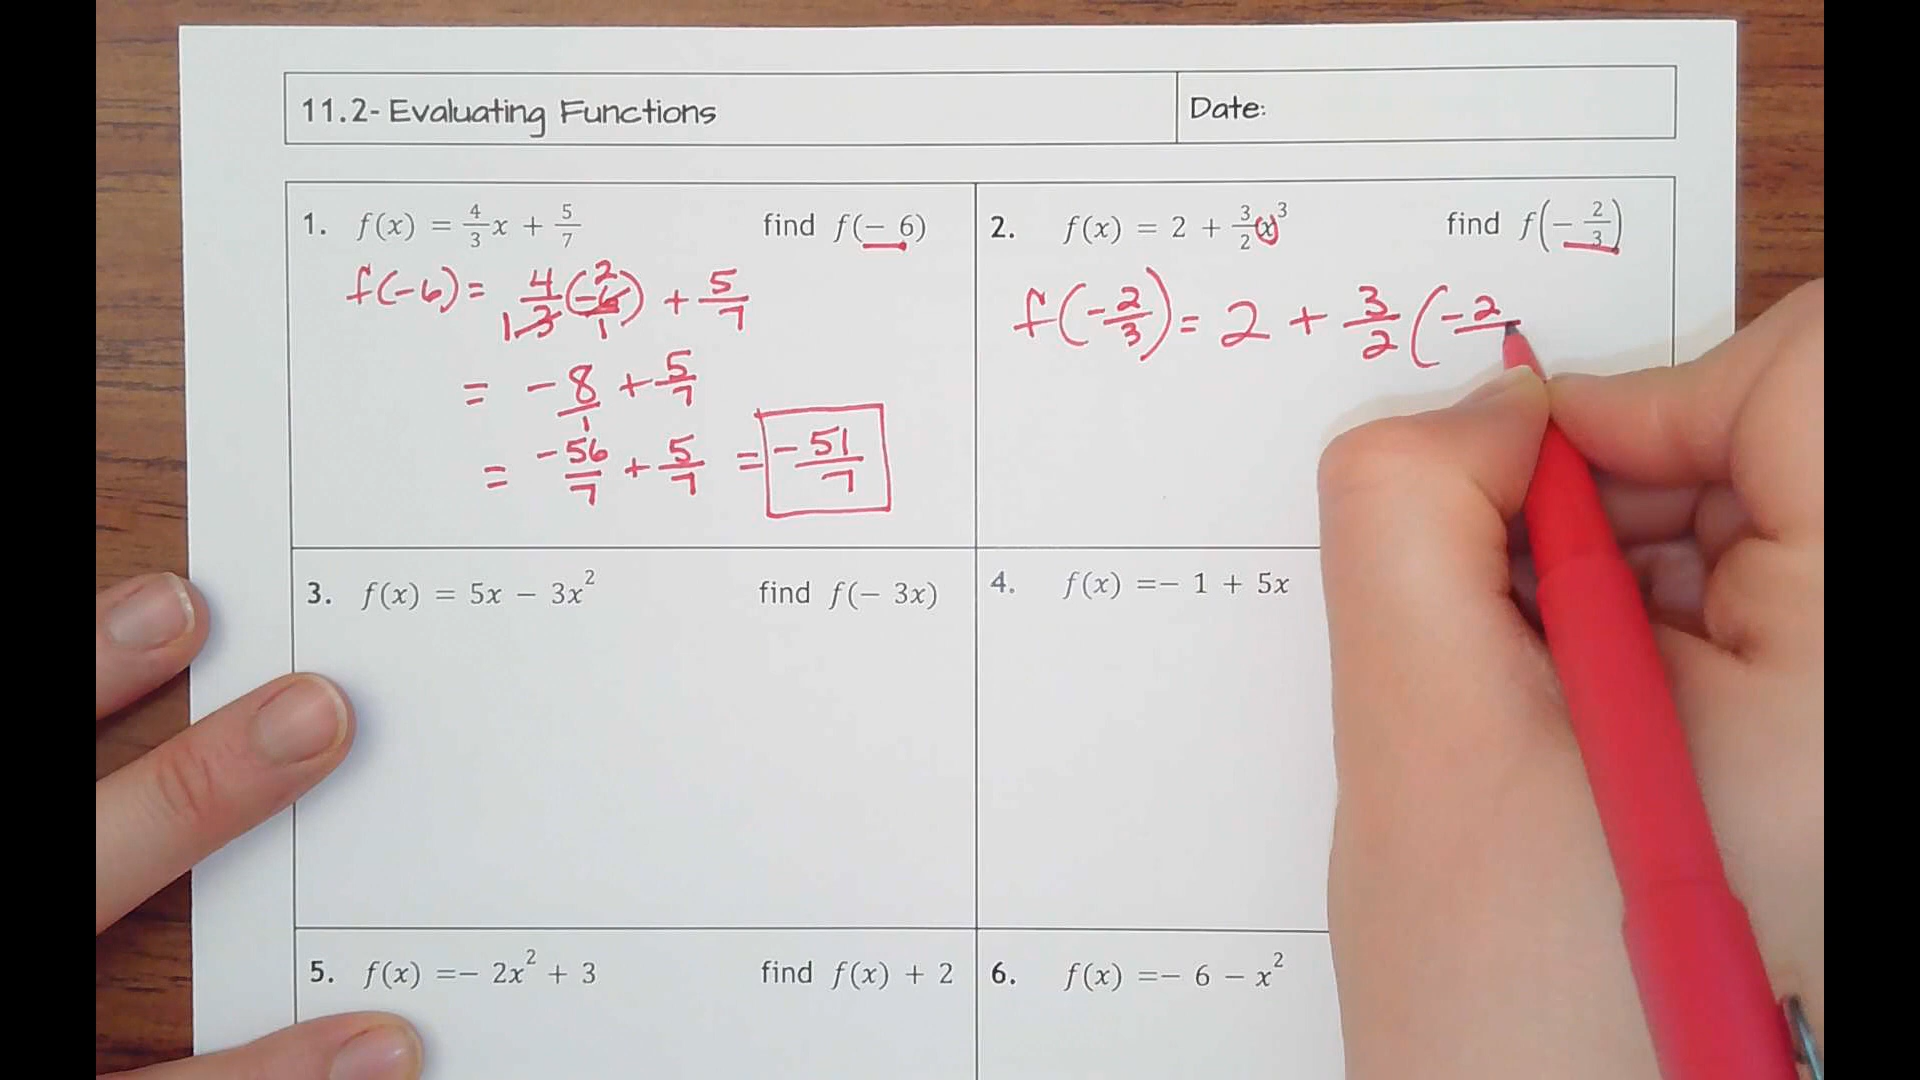 11.2- Evaluating Functions
Date:
1. f(x) = 4/3 x + 5/7 find f(− 6)
f(-6) = 4/3 (-6) + 5/7
1 2 1
= -8/1 + 5/7
= -56/7 + 5/7 = -51/7
2. f(x) = 2 + 3/2 x³ find f(− 2/3)
f(-2/3) = 2 + 3/2 (-2
3. f(x) = 5x − 3x² find f(− 3x)
4. f(x) =− 1 + 5x
5. f(x) =− 2x² + 3 find f(x) + 2
6. f(x) =− 6 − x²